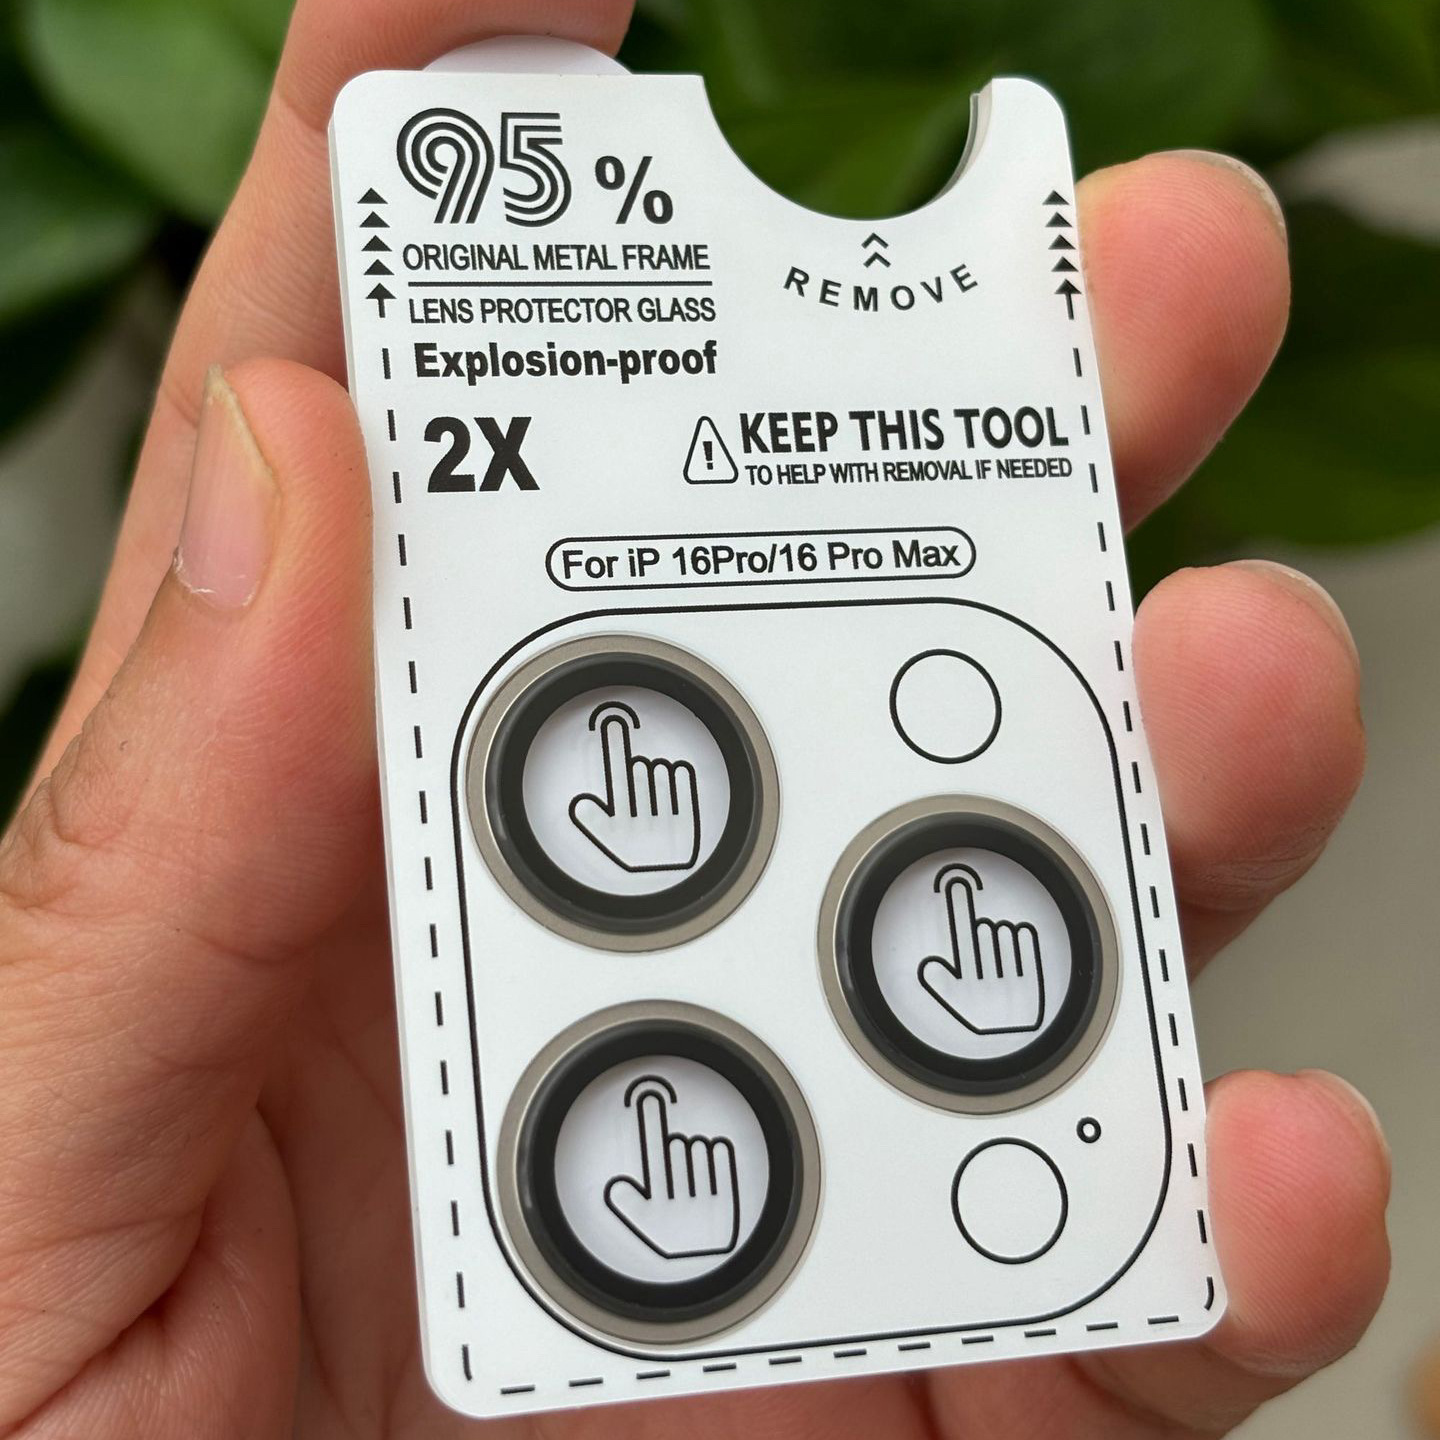 95%
ORIGINAL METAL FRAME
LENS PROTECTOR GLASS
Explosion-proof
2X
REMOVE
! KEEP THIS TOOL
TO HELP WITH REMOVAL IF NEEDED
For iP 16Pro/16 Pro Max